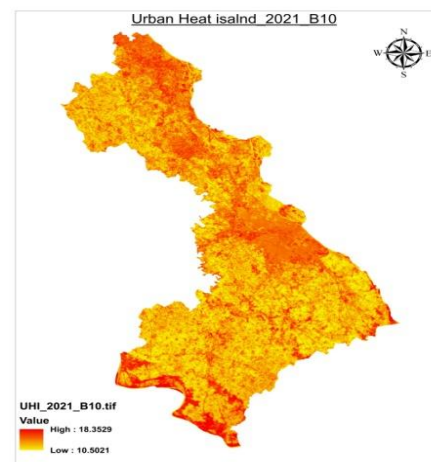 Urban Heat isalnd_2021_B10
N
W
E
S
UHI_2021_B10.tif
Value
High : 18.3529
Low : 10.5021